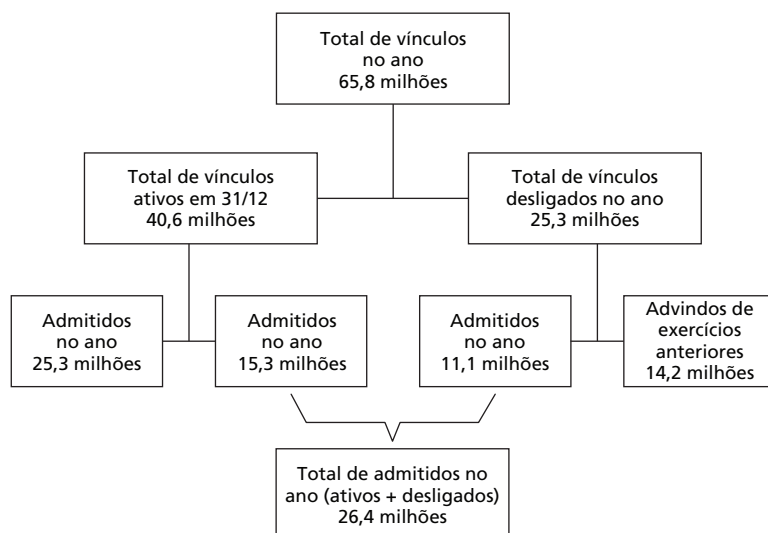 Total de vínculos
no ano
65,8 milhões
Total de vínculos
ativos em 31/12
40,6 milhões
Total de vínculos
desligados no ano
25,3 milhões
Admitidos
no ano
25,3 milhões
Admitidos
no ano
15,3 milhões
Admitidos
no ano
11,1 milhões
Advindos de
exercícios
anteriores
14,2 milhões
Total de admitidos no
ano (ativos + desligados)
26,4 milhões